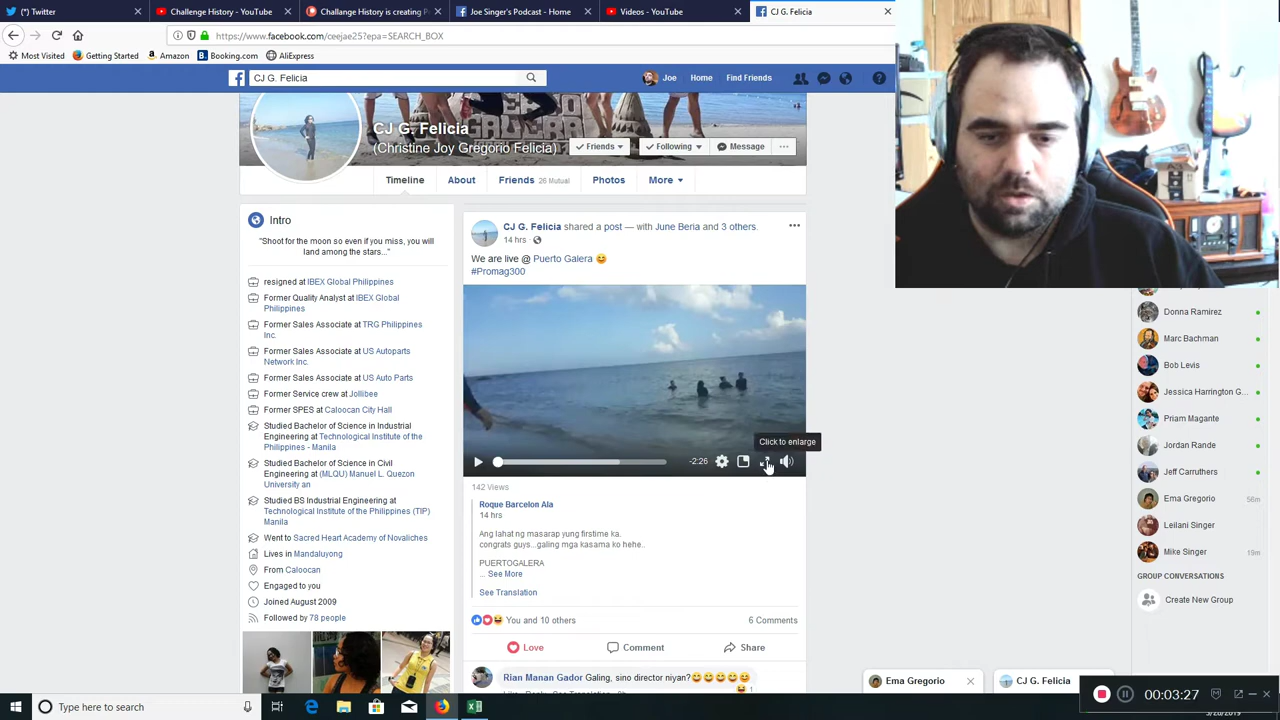 (*) Twitter
Challenge History - YouTube
Challange History is creating P
Joe Singer's Podcast - Home
Videos - YouTube
CJ G. Felicia
https://www.facebook.com/ceejae25?epa=SEARCH_BOX
Most Visited Getting Started Amazon Booking.com AliExpress
CJ G. Felicia
Joe Home Find Friends
CJ G. Felicia
(Christine Joy Gregorio Felicia)
Friends Following Message
Timeline About Friends 26 Mutual Photos More
Intro
"Shoot for the moon so even if you miss, you will
land among the stars..."
resigned at IBEX Global Philippines
Former Quality Analyst at IBEX Global
Philippines
Former Sales Associate at TRG Philippines
Inc.
Former Sales Associate at US Autoparts
Network Inc.
Former Sales Associate at US Auto Parts
Former Service crew at Jollibee
Former SPES at Caloocan City Hall
Studied Bachelor of Science in Industrial
Engineering at Technological Institute of the
Philippines - Manila
Studied Bachelor of Science in Civil
Engineering at (MLQU) Manuel L. Quezon
University an
Studied BS Industrial Engineering at
Technological Institute of the Philippines (TIP)
Manila
Went to Sacred Heart Academy of Novaliches
Lives in Mandaluyong
From Caloocan
Engaged to you
Joined August 2009
Followed by 78 people
CJ G. Felicia shared a post — with June Beria and 3 others.
14 hrs
We are live @ Puerto Galera 😊
#Promag300
Click to enlarge
-2:26
142 Views
Roque Barcelon Ala
14 hrs
Ang lahat ng masarap yung firstime ka.
congrats guys...galing mga kasama ko hehe..
PUERTOGALERA
... See More
See Translation
You and 10 others 6 Comments
Love Comment Share
Rian Manan Gador Galing, sino director niyan?😄😄😄😄😊
1
Donna Ramirez
Marc Bachman
Bob Levis
Jessica Harrington G...
Priam Magante
Jordan Rande
Jeff Carruthers
Ema Gregorio 56m
Leilani Singer
Mike Singer 19m
GROUP CONVERSATIONS
Create New Group
Ema Gregorio
CJ G. Felicia
00:03:27
Type here to search